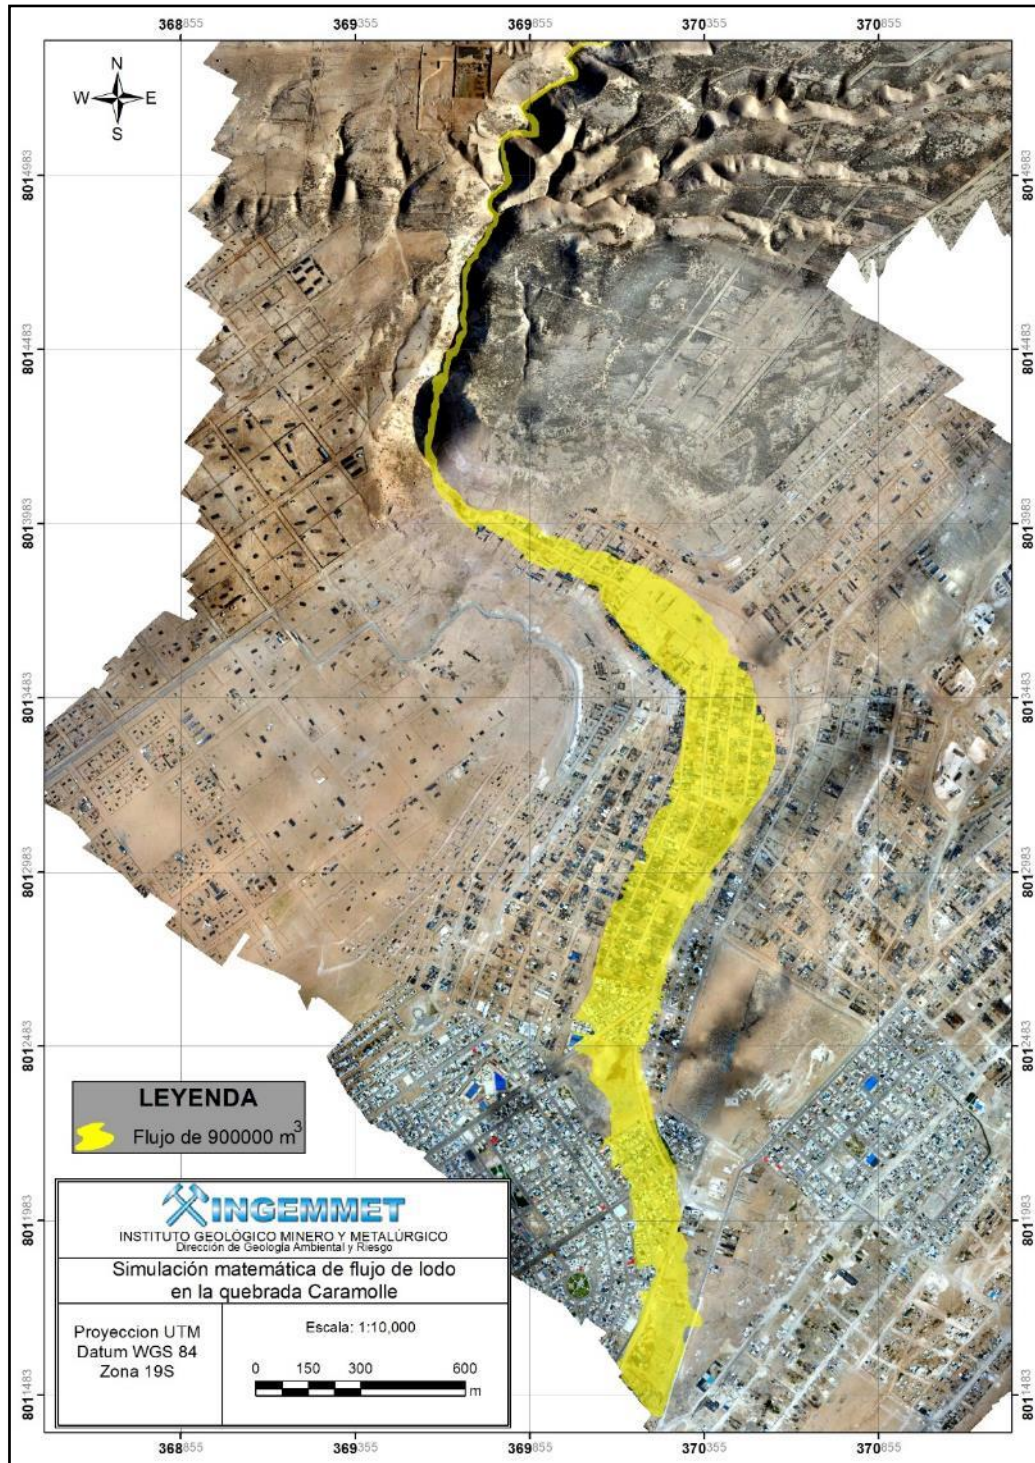 368855 369355 369855 370355 370855
N
W E
S
8014983 8014983
8014483 8014483
8013983 8013983
8013483 8013483
8012983 8012983
8012483 8012483
LEYENDA
Flujo de 900000 m3
8011983 8011983
INGEMMET
INSTITUTO GEOLÓGICO MINERO Y METALÚRGICO
Dirección de Geología Ambiental y Riesgo
Simulación matemática de flujo de lodo
en la quebrada Caramolle
Proyeccion UTM
Datum WGS 84
Zona 19S
Escala: 1:10,000
0 150 300 600
m
8011483 8011483
368855 369355 369855 370355 370855